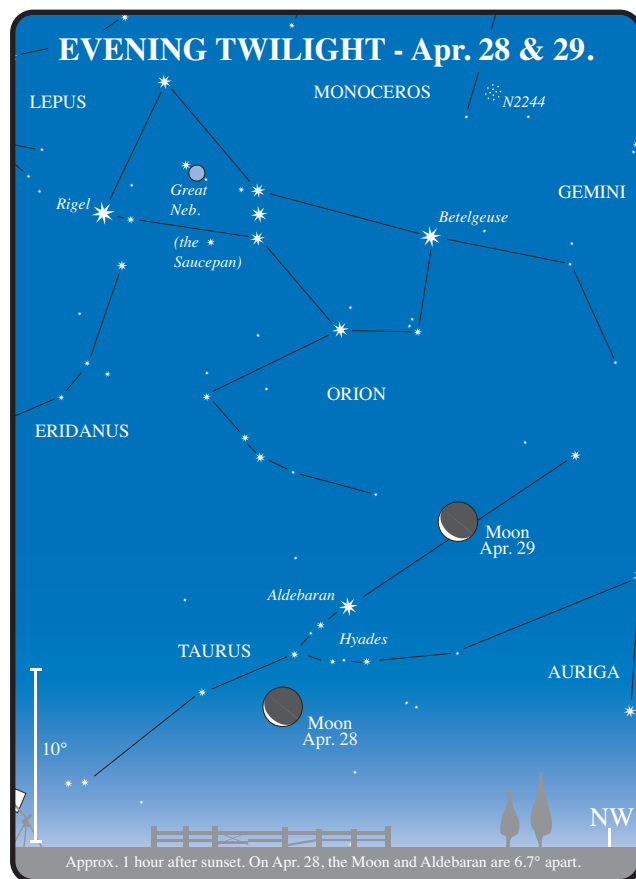 EVENING TWILIGHT - Apr. 28 & 29.
LEPUS
MONOCEROS
N2244
Great
Neb.
GEMINI
Rigel
Betelgeuse
(the
Saucepan)
ORION
ERIDANUS
Moon
Apr. 29
Aldebaran
Hyades
TAURUS
AURIGA
Moon
Apr. 28
10°
NW
Approx. 1 hour after sunset. On Apr. 28, the Moon and Aldebaran are 6.7° apart.